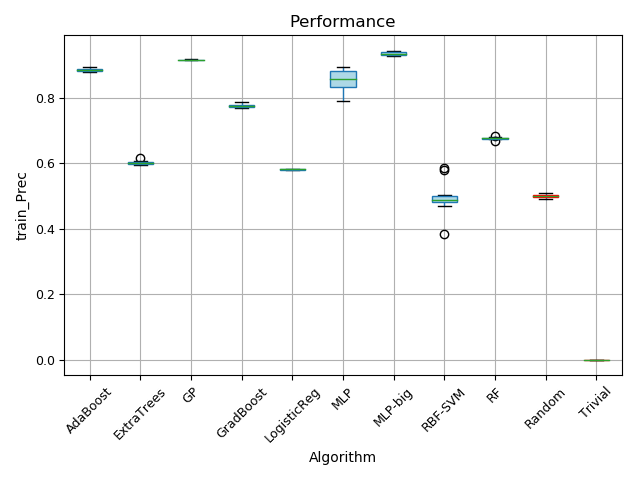 Performance
train_Prec
0.8
0.6
0.4
0.2
0.0
AdaBoost
ExtraTrees
GP
GradBoost
LogisticReg
MLP
MLP-big
RBF-SVM
RF
Random
Trivial
Algorithm